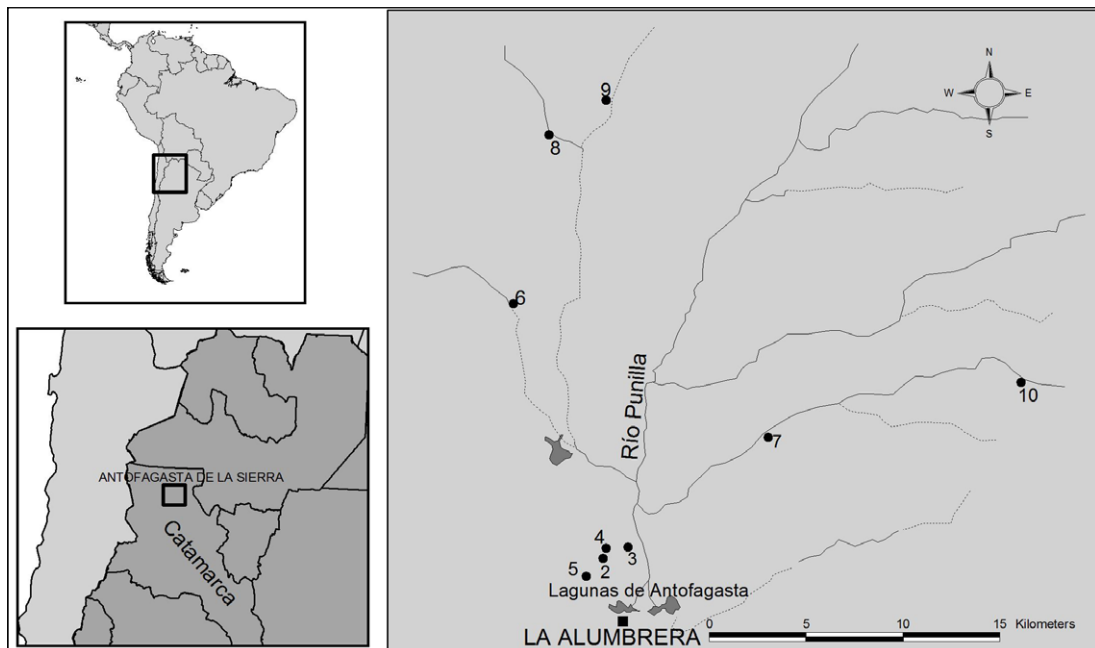 ANTOFAGASTA DE LA SIERRA
Catamarca
N
W E
S
9
8
6
Río Punilla
10
7
4
3
2
5
Lagunas de Antofagasta
LA ALUMBRERA
0 5 10 15 Kilometers